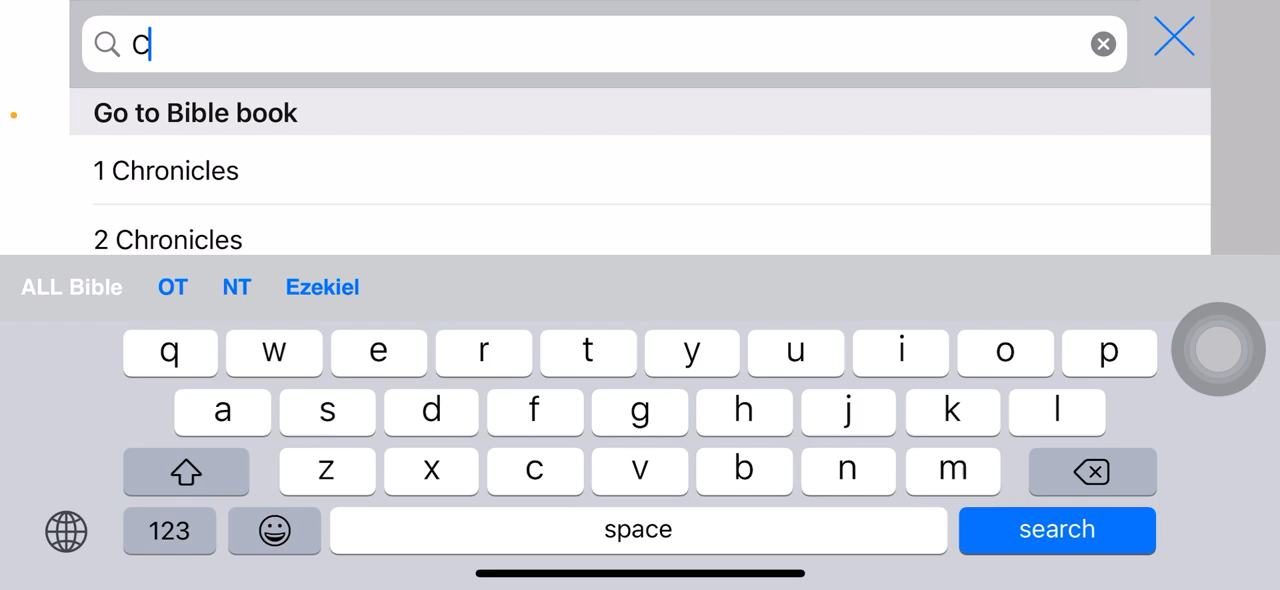 C
Go to Bible book
1 Chronicles
2 Chronicles
ALL Bible OT NT Ezekiel
q w e r t y u i o p
a s d f g h j k l
z x c v b n m
123 space search